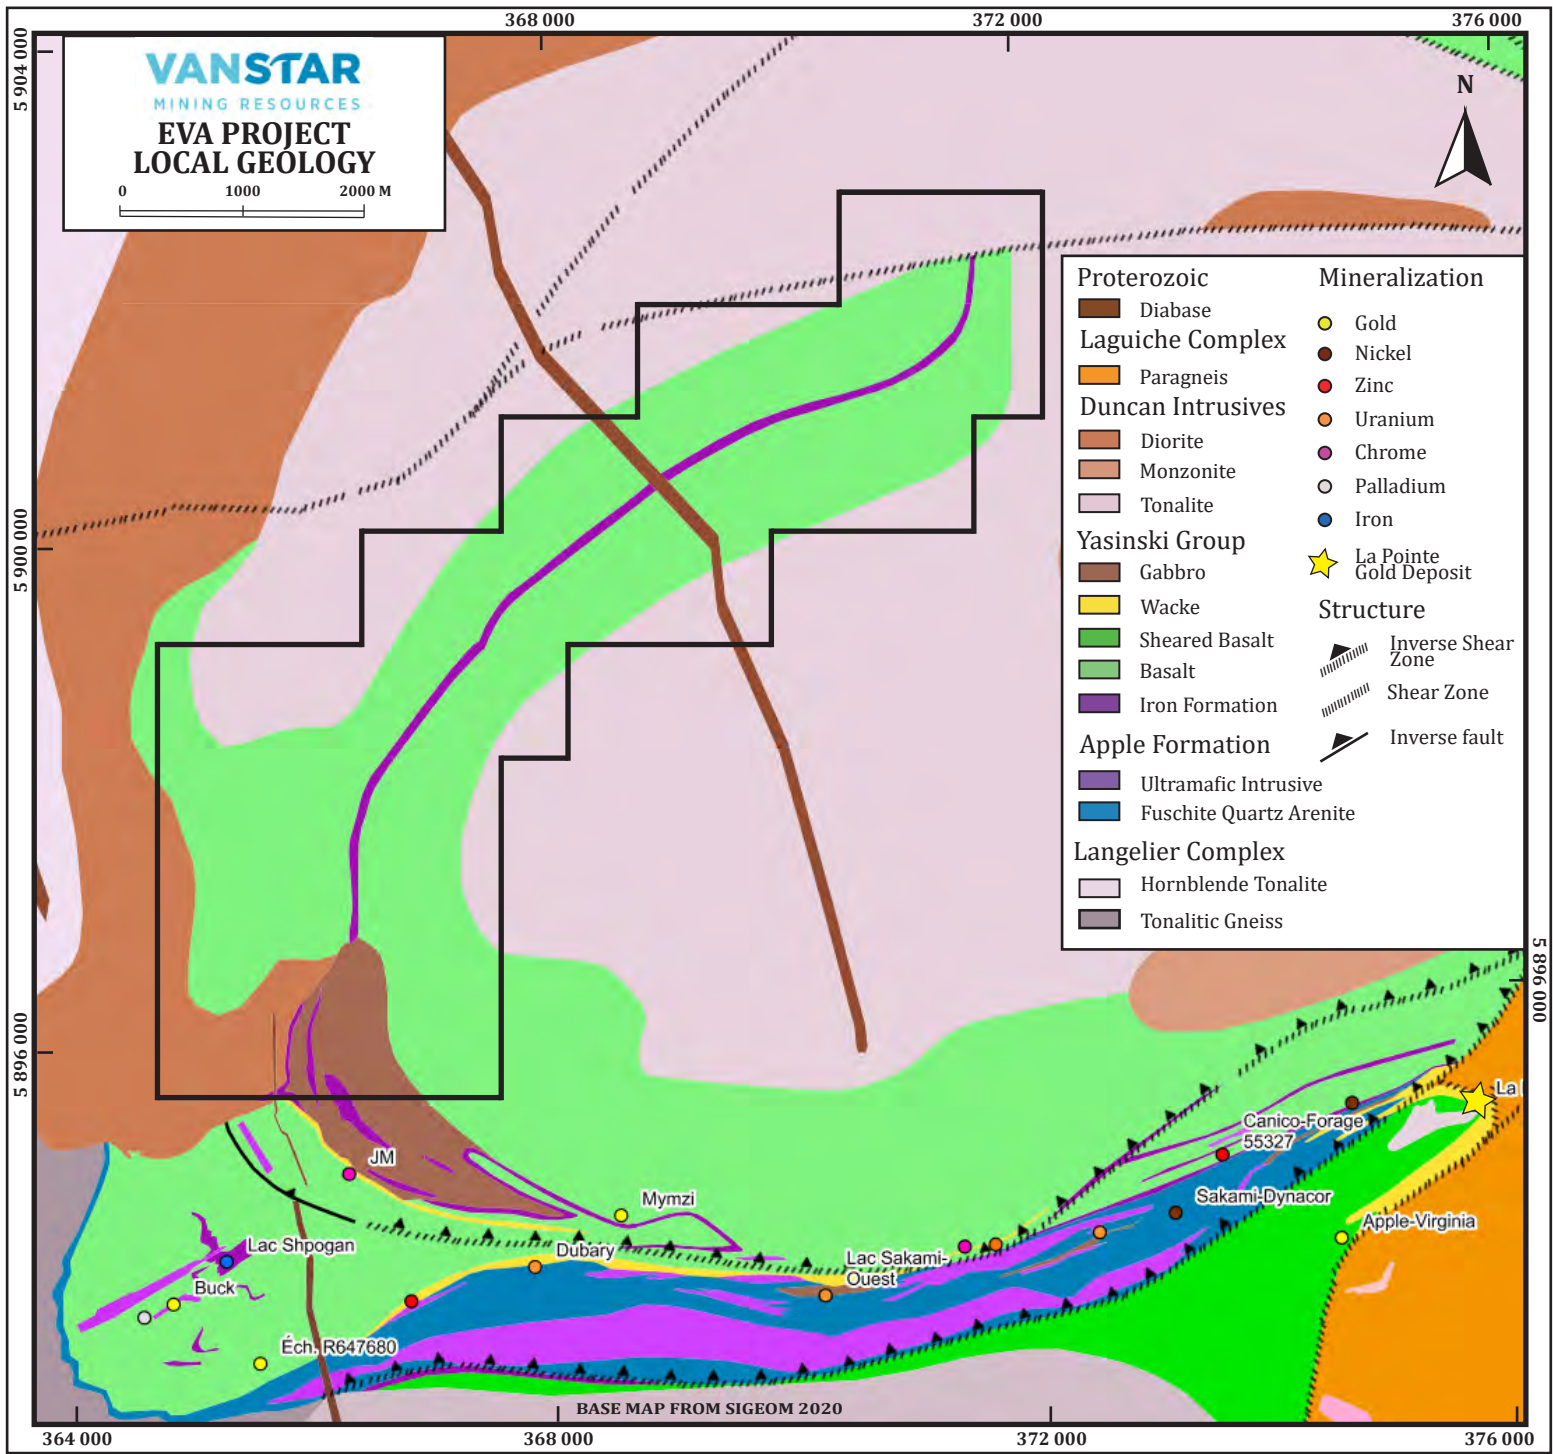 368 000
372 000
376 000
5 904 000
VANSTAR
MINING RESOURCES
EVA PROJECT
LOCAL GEOLOGY
0 1000 2000 M
N
Proterozoic
Diabase
Laguiche Complex
Paragneis
Duncan Intrusives
Diorite
Monzonite
Tonalite
Yasinski Group
Gabbro
Wacke
Sheared Basalt
Basalt
Iron Formation
Apple Formation
Ultramafic Intrusive
Fuschite Quartz Arenite
Langelier Complex
Hornblende Tonalite
Tonalitic Gneiss
Mineralization
Gold
Nickel
Zinc
Uranium
Chrome
Palladium
Iron
La Pointe
Gold Deposit
Structure
Inverse Shear
Zone
Shear Zone
Inverse fault
5 900 000
5 896 000
5 896 000
La
Canico-Forage
55327
JM
Mymzi
Sakami-Dynacor
Apple-Virginia
Lac Shpogan
Dubary
Lac Sakami-
Ouest
Buck
Éch. R647680
BASE MAP FROM SIGEOM 2020
364 000
368 000
372 000
376 000